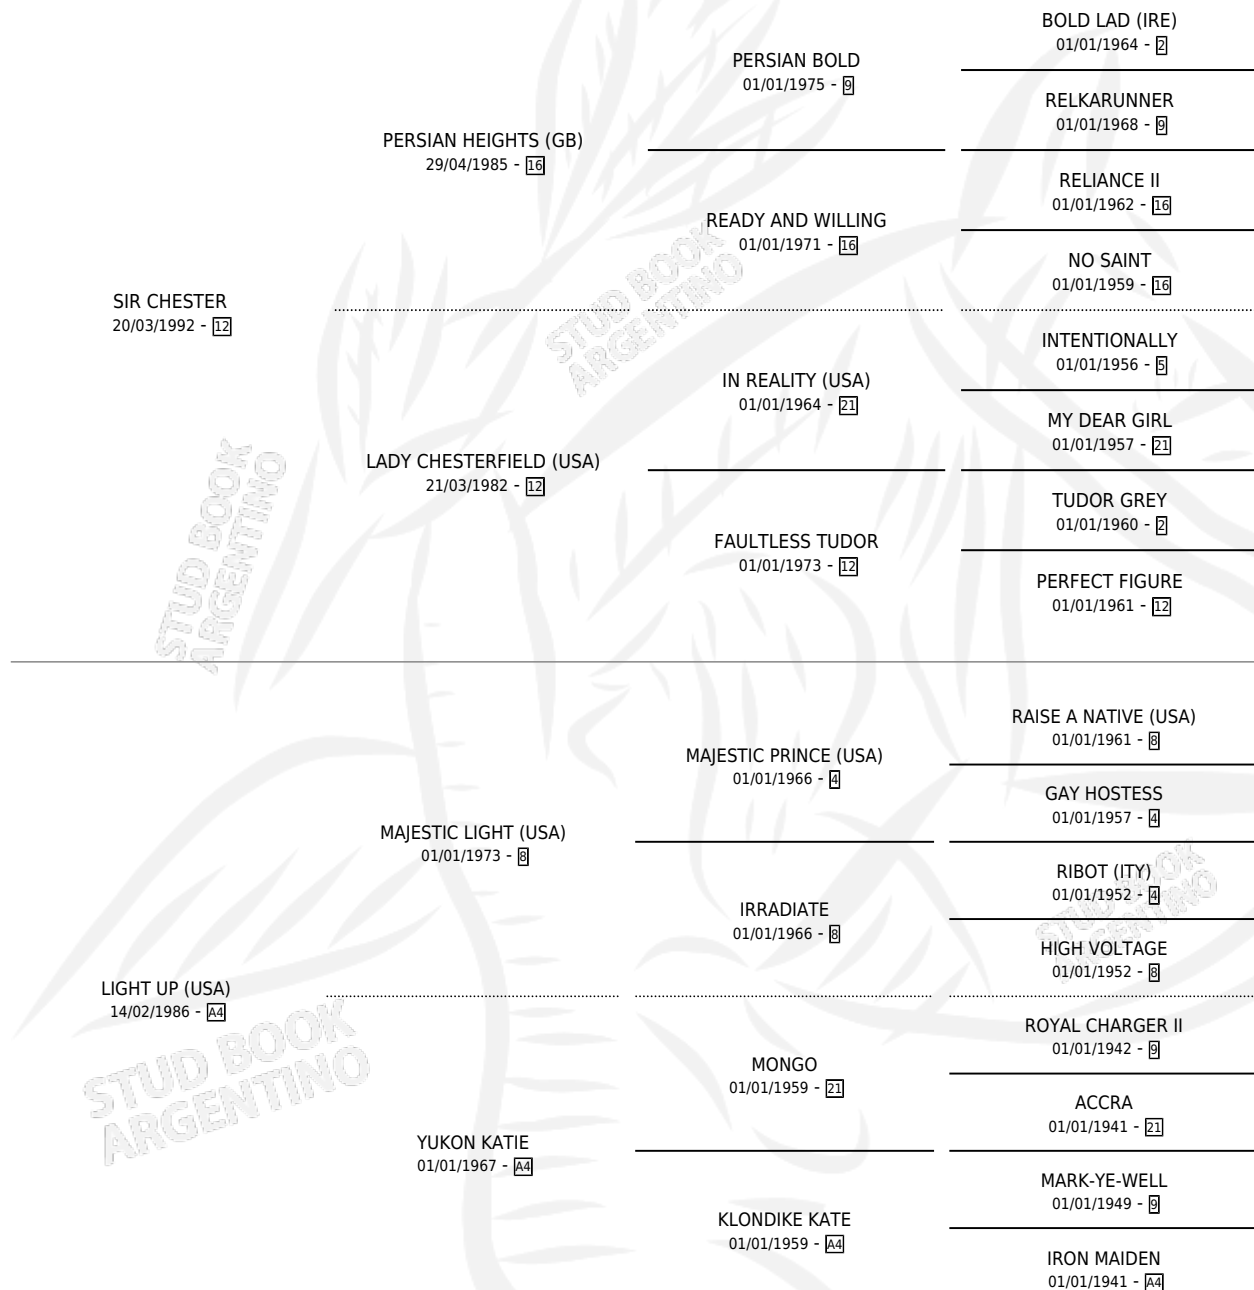 BOLD LAD (IRE)
01/01/1964 - 2
PERSIAN BOLD
01/01/1975 - 9
RELKARUNNER
01/01/1968 - 9
PERSIAN HEIGHTS (GB)
29/04/1985 - 16
RELIANCE II
01/01/1962 - 16
READY AND WILLING
01/01/1971 - 16
NO SAINT
01/01/1959 - 16
SIR CHESTER
20/03/1992 - 12
STUD BOOK
ARGENTINO
INTENTIONALLY
01/01/1956 - 5
IN REALITY (USA)
01/01/1964 - 21
MY DEAR GIRL
01/01/1957 - 21
LADY CHESTERFIELD (USA)
21/03/1982 - 12
TUDOR GREY
01/01/1960 - 2
FAULTLESS TUDOR
01/01/1973 - 12
PERFECT FIGURE
01/01/1961 - 12
STUD BOOK
ARGENTINO
RAISE A NATIVE (USA)
01/01/1961 - 8
MAJESTIC PRINCE (USA)
01/01/1966 - 4
GAY HOSTESS
01/01/1957 - 4
MAJESTIC LIGHT (USA)
01/01/1973 - 8
RIBOT (ITY)
01/01/1952 - 4
STUD BOOK
ARGENTINO
IRRADIATE
01/01/1966 - 8
HIGH VOLTAGE
01/01/1952 - 8
LIGHT UP (USA)
14/02/1986 - A4
STUD BOOK
ARGENTINO
ROYAL CHARGER II
01/01/1942 - 9
MONGO
01/01/1959 - 21
ACCRA
01/01/1941 - 21
YUKON KATIE
01/01/1967 - A4
MARK-YE-WELL
01/01/1949 - 9
KLONDIKE KATE
01/01/1959 - A4
IRON MAIDEN
01/01/1941 - A4